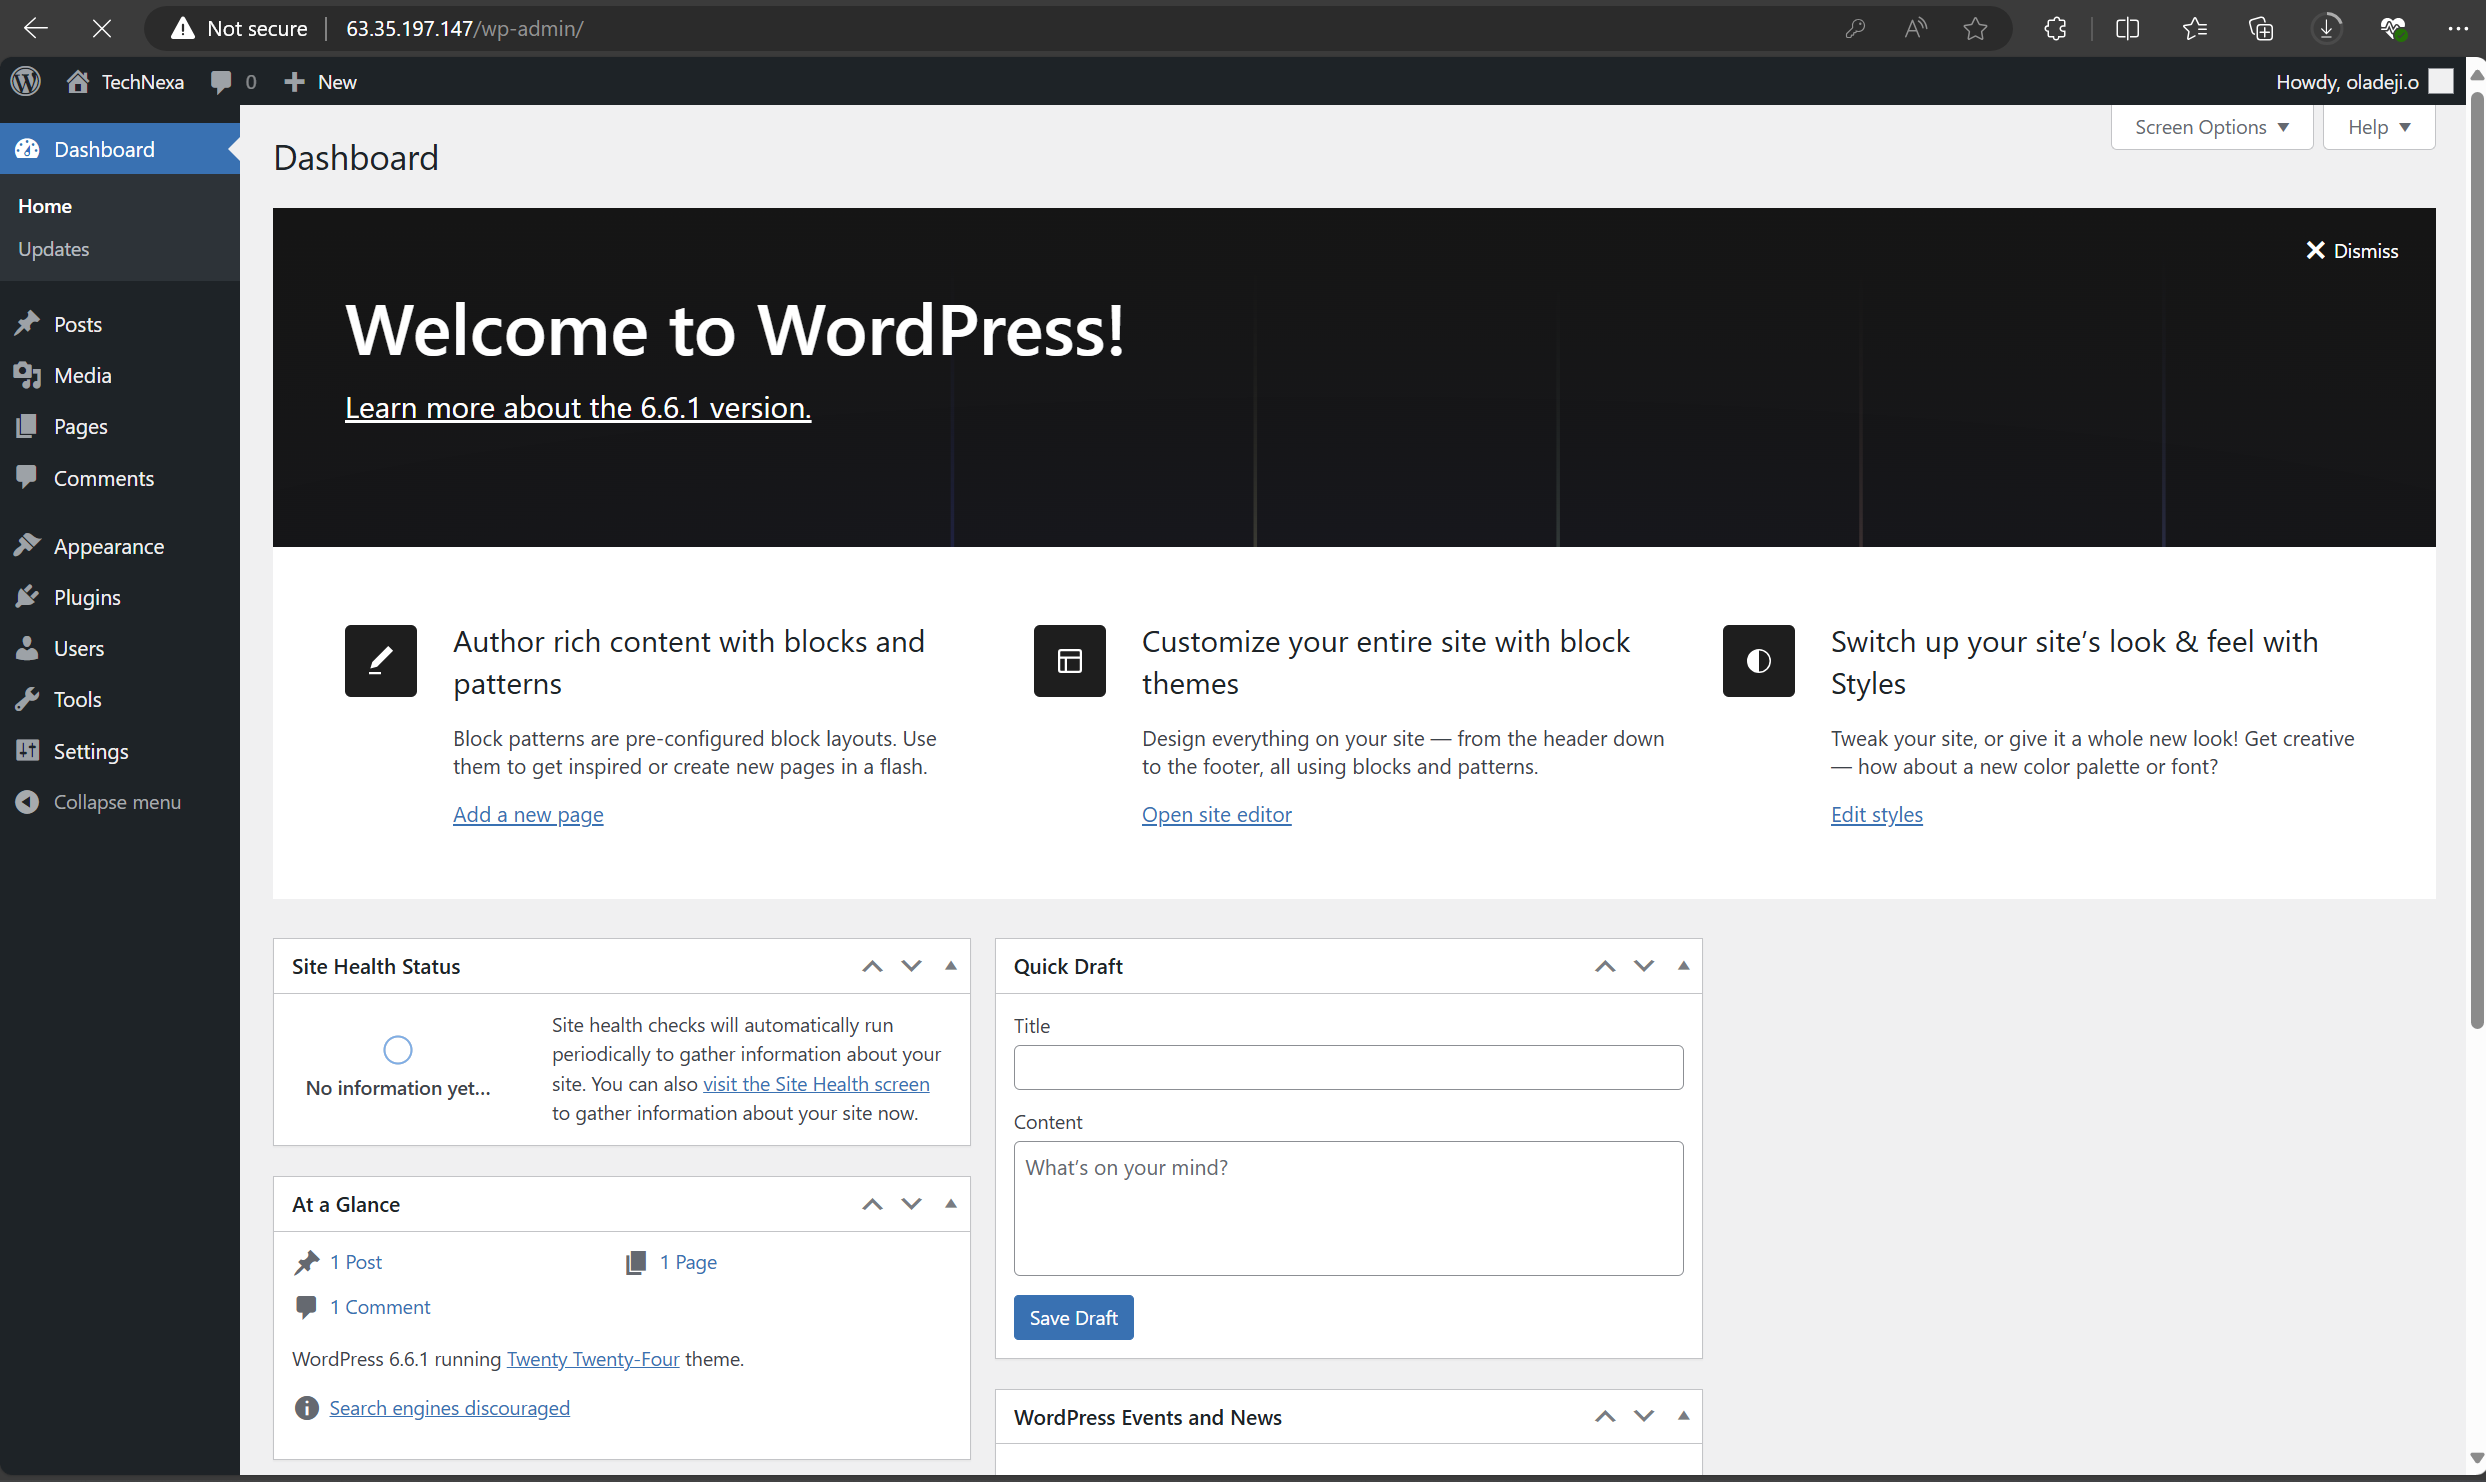 Not secure | 63.35.197.147/wp-admin/
TechNexa 0 New
Howdy, oladeji.o
Dashboard
Home
Updates
Posts
Media
Pages
Comments
Appearance
Plugins
Users
Tools
Settings
Collapse menu
Dashboard
Screen Options
Help
Dismiss
Welcome to WordPress!
Learn more about the 6.6.1 version.
Author rich content with blocks and
patterns
Block patterns are pre-configured block layouts. Use
them to get inspired or create new pages in a flash.
Add a new page
Customize your entire site with block
themes
Design everything on your site — from the header down
to the footer, all using blocks and patterns.
Open site editor
Switch up your site’s look & feel with
Styles
Tweak your site, or give it a whole new look! Get creative
— how about a new color palette or font?
Edit styles
Site Health Status
No information yet…
Site health checks will automatically run
periodically to gather information about your
site. You can also visit the Site Health screen
to gather information about your site now.
At a Glance
1 Post
1 Page
1 Comment
WordPress 6.6.1 running Twenty Twenty-Four theme.
Search engines discouraged
Quick Draft
Title
Content
What’s on your mind?
Save Draft
WordPress Events and News